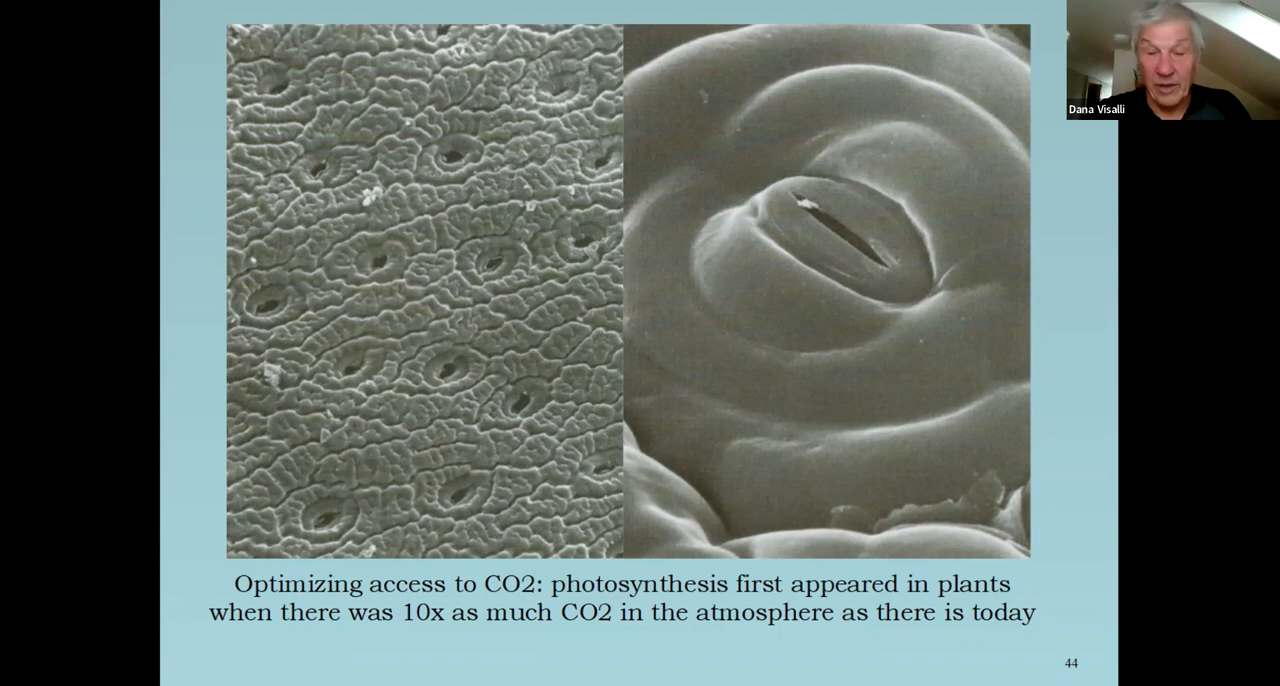 Dana Visalli
Optimizing access to CO2: photosynthesis first appeared in plants
when there was 10x as much CO2 in the atmosphere as there is today
44